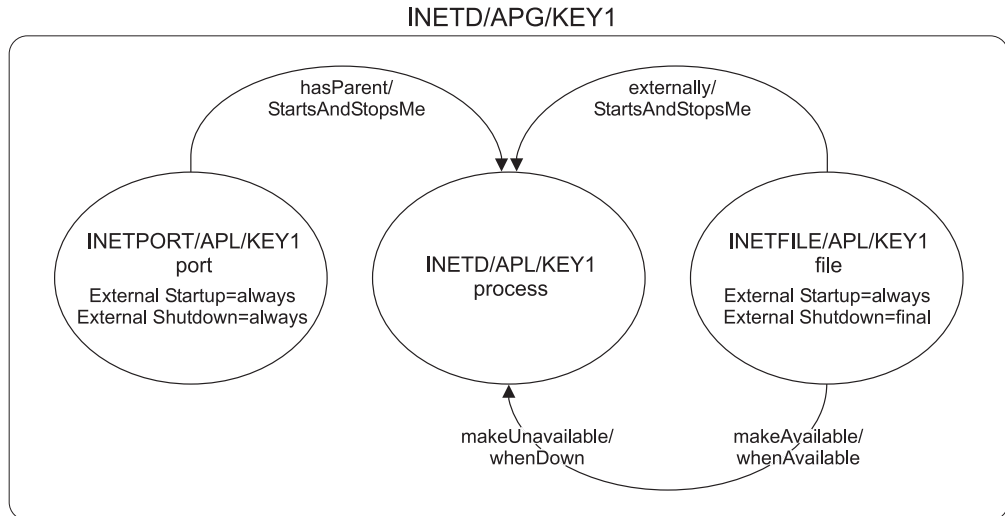 INETD/APG/KEY1
hasParent/
StartsAndStopsMe
externally/
StartsAndStopsMe
INETPORT/APL/KEY1
port
External Startup=always
External Shutdown=always
INETD/APL/KEY1
process
INETFILE/APL/KEY1
file
External Startup=always
External Shutdown=final
makeUnavailable/
whenDown
makeAvailable/
whenAvailable